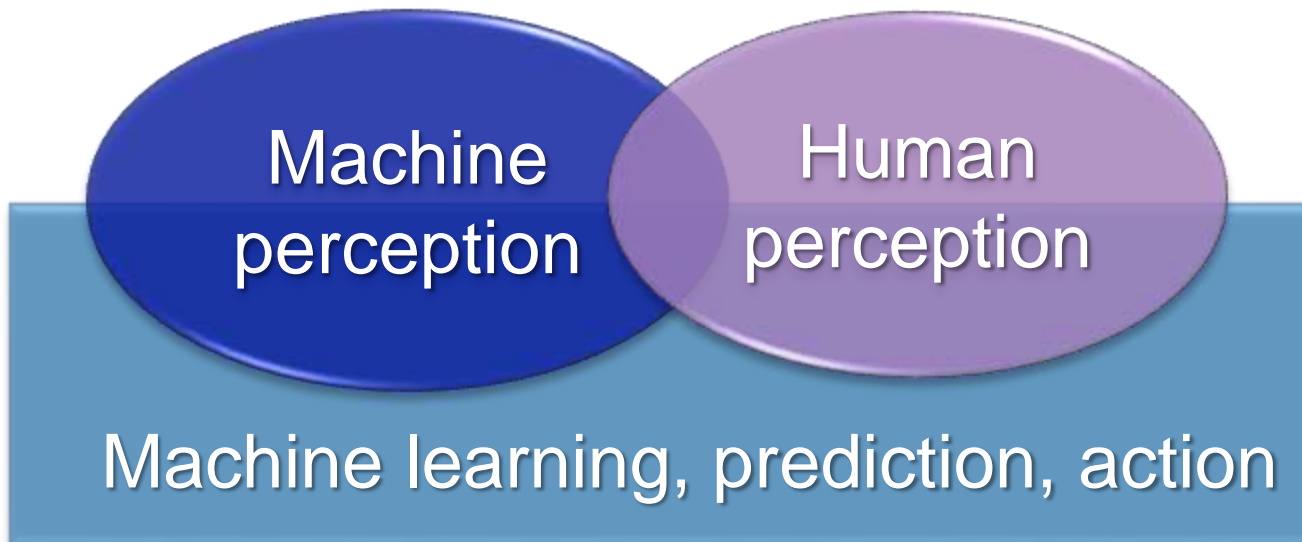 Machine
perception
Human
perception
Machine learning, prediction, action